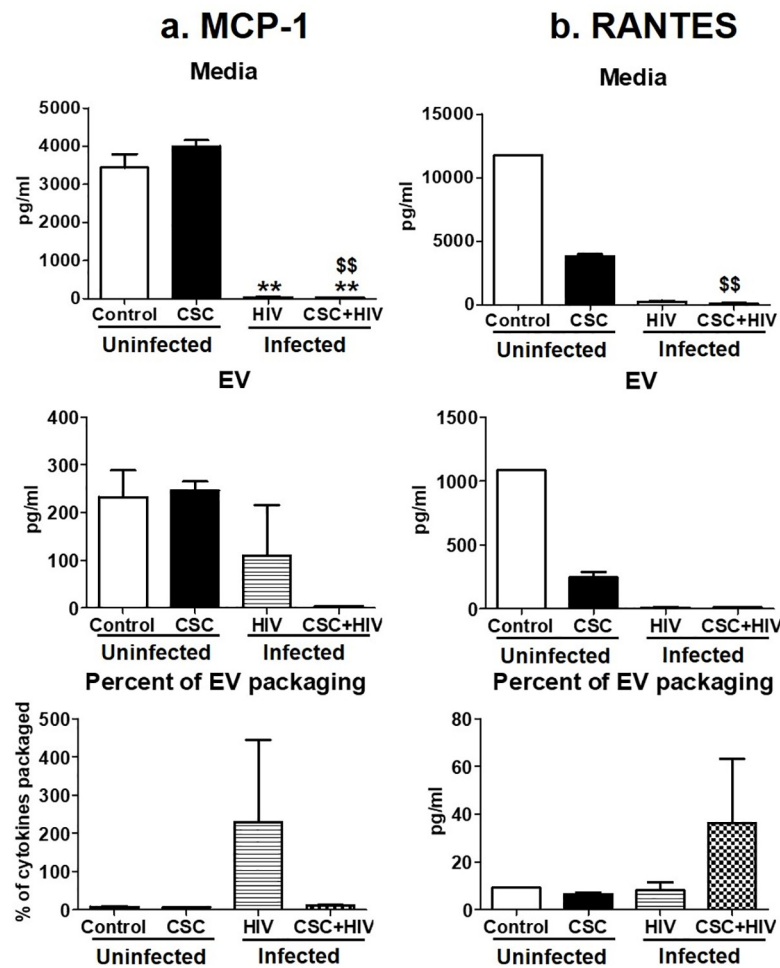 a. MCP-1
Media
5000
4000
3000
2000
1000
0
pg/ml
** 
$$
**
Control CSC HIV CSC+HIV
Uninfected Infected
EV
400
300
200
100
0
pg/ml
Control CSC HIV CSC+HIV
Uninfected Infected
Percent of EV packaging
500
400
300
200
100
0
% of cytokines packaged
Control CSC HIV CSC+HIV
Uninfected Infected
b. RANTES
Media
15000
10000
5000
0
pg/ml
$$
Control CSC HIV CSC+HIV
Uninfected Infected
EV
1500
1000
500
0
pg/ml
Control CSC HIV CSC+HIV
Uninfected Infected
Percent of EV packaging
80
60
40
20
0
pg/ml
Control CSC HIV CSC+HIV
Uninfected Infected